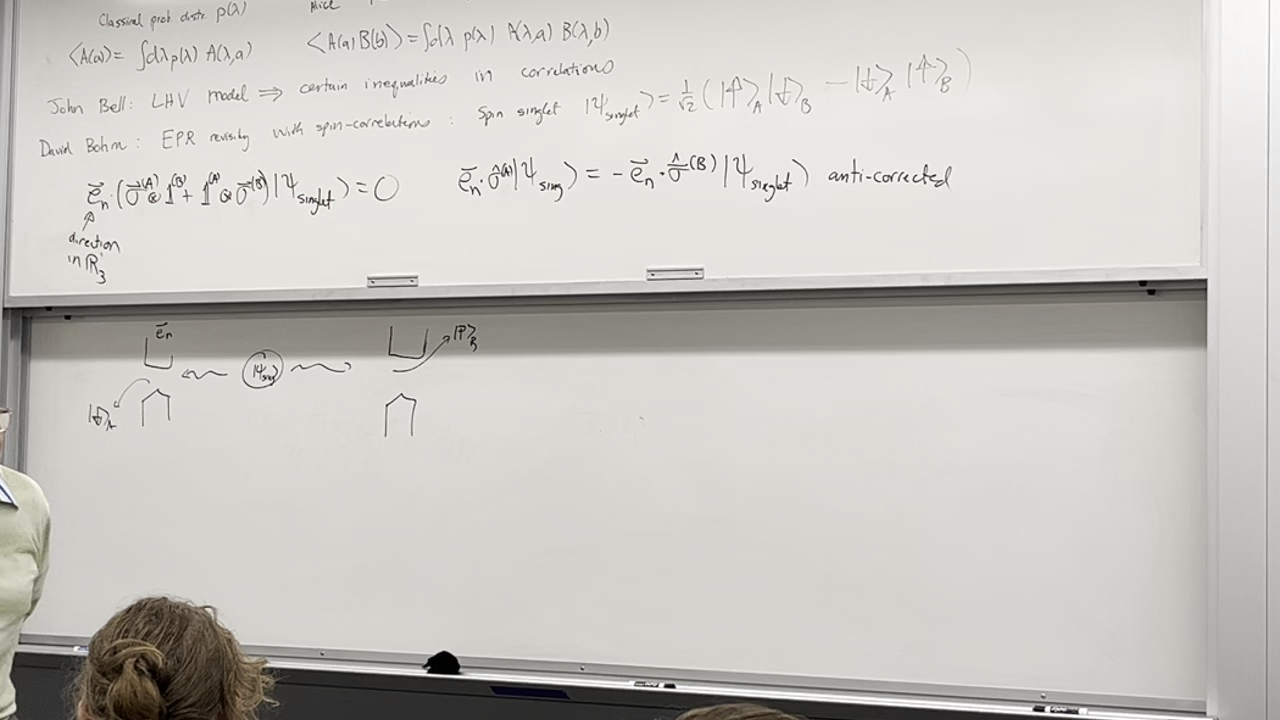 Classical prob distr. p(λ) Alice
⟨A(a)⟩ = ∫dλ p(λ) A(λ,a) ⟨A(a) B(b)⟩ = ∫dλ p(λ) A(λ,a) B(λ,b)
John Bell: LHV model ⇒ certain inequalities in correlations
David Bohm: EPR revisity with spin-correlations : Spin singlet |Ψ_singlet⟩ = 1/√2 (|↑⟩_A |↓⟩_B − |↓⟩_A |↑⟩_B)
e⃗_n·(σ⃗^(A) ⊗ 𝟙^(B) + 𝟙^(A) ⊗ σ⃗^(B)) |Ψ_singlet⟩ = 0 e⃗_n·σ̂^(A) |Ψ_sing⟩ = − e⃗_n·σ̂^(B) |Ψ_singlet⟩ anti-corrected
direction
in ℝ_3
e⃗_n |↑⟩_B
|Ψ_sing⟩
|↓⟩_A